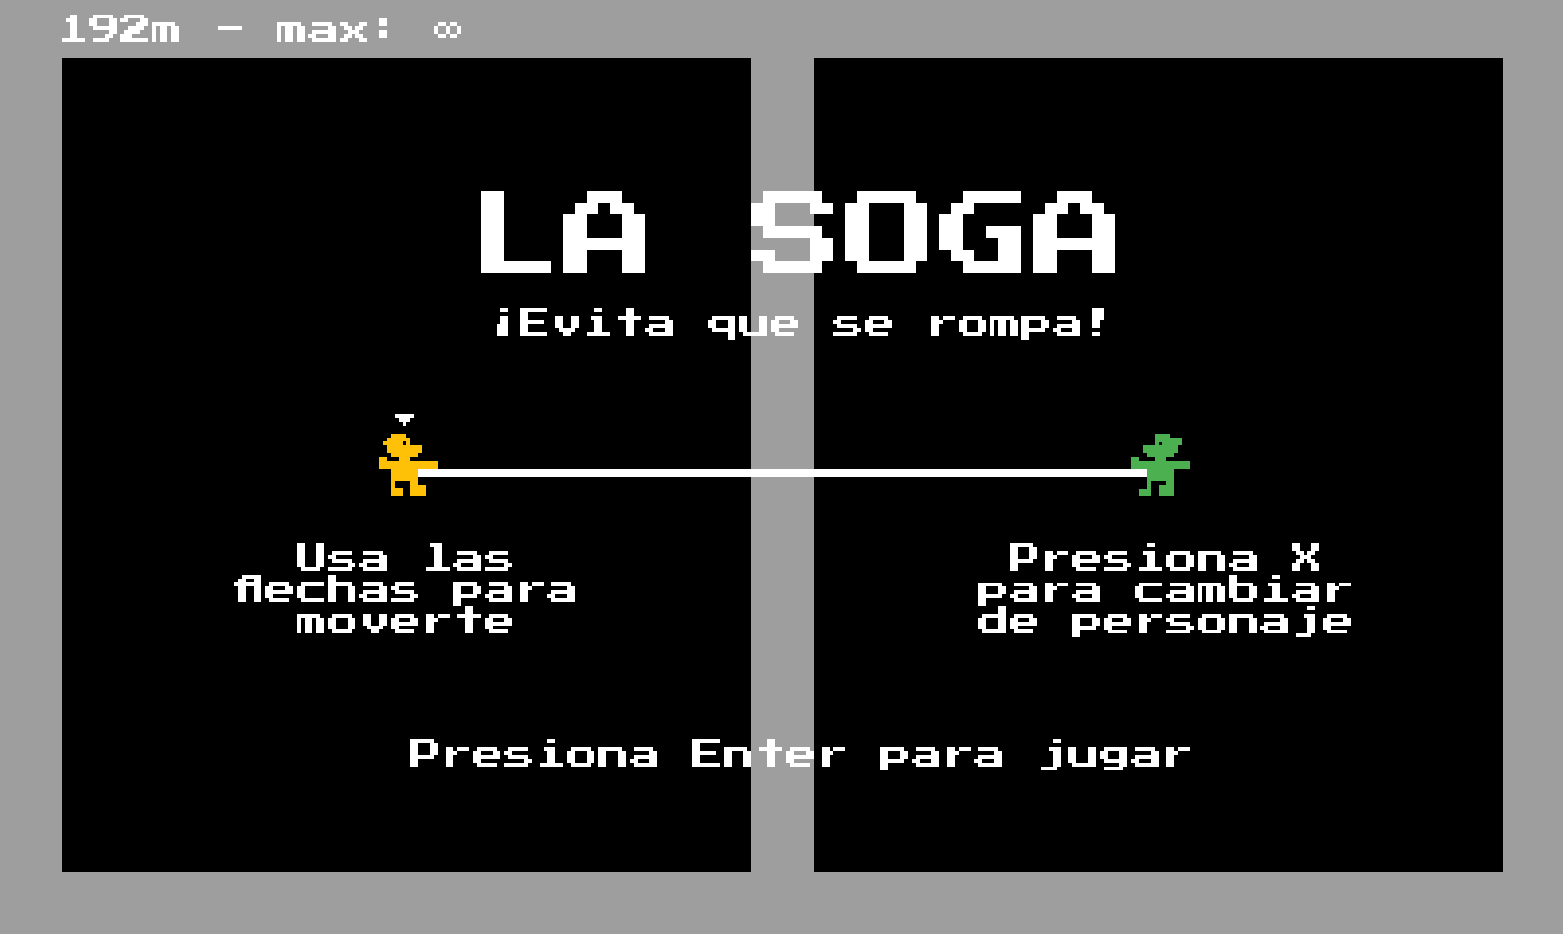 192m - max: ∞
LA SOGA
¡Evita que se rompa!
Usa las
flechas para
moverte
Presiona X
para cambiar
de personaje
Presiona Enter para jugar